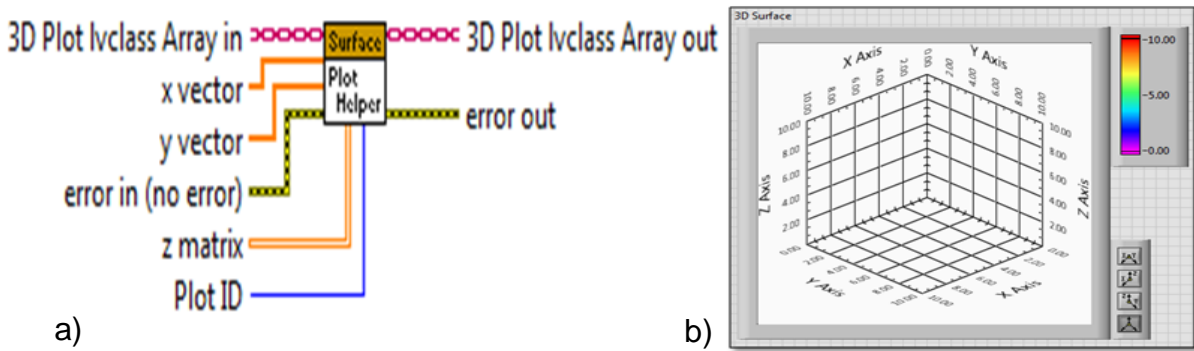 3D Plot lvclass Array in
x vector
y vector
error in (no error)
z matrix
Plot ID
Surface
Plot
Helper
3D Plot lvclass Array out
error out
a)
3D Surface
X Axis
Y Axis
10.00
8.00
6.00
4.00
2.00
0.00
2.00
4.00
6.00
8.00
10.00
10.00
8.00
6.00
4.00
2.00
0.00
Z Axis
10.00
8.00
6.00
4.00
2.00
0.00
Z Axis
2.00
4.00
6.00
8.00
10.00
Y Axis
10.00
8.00
6.00
4.00
2.00
X Axis
10.00
5.00
0.00
b)